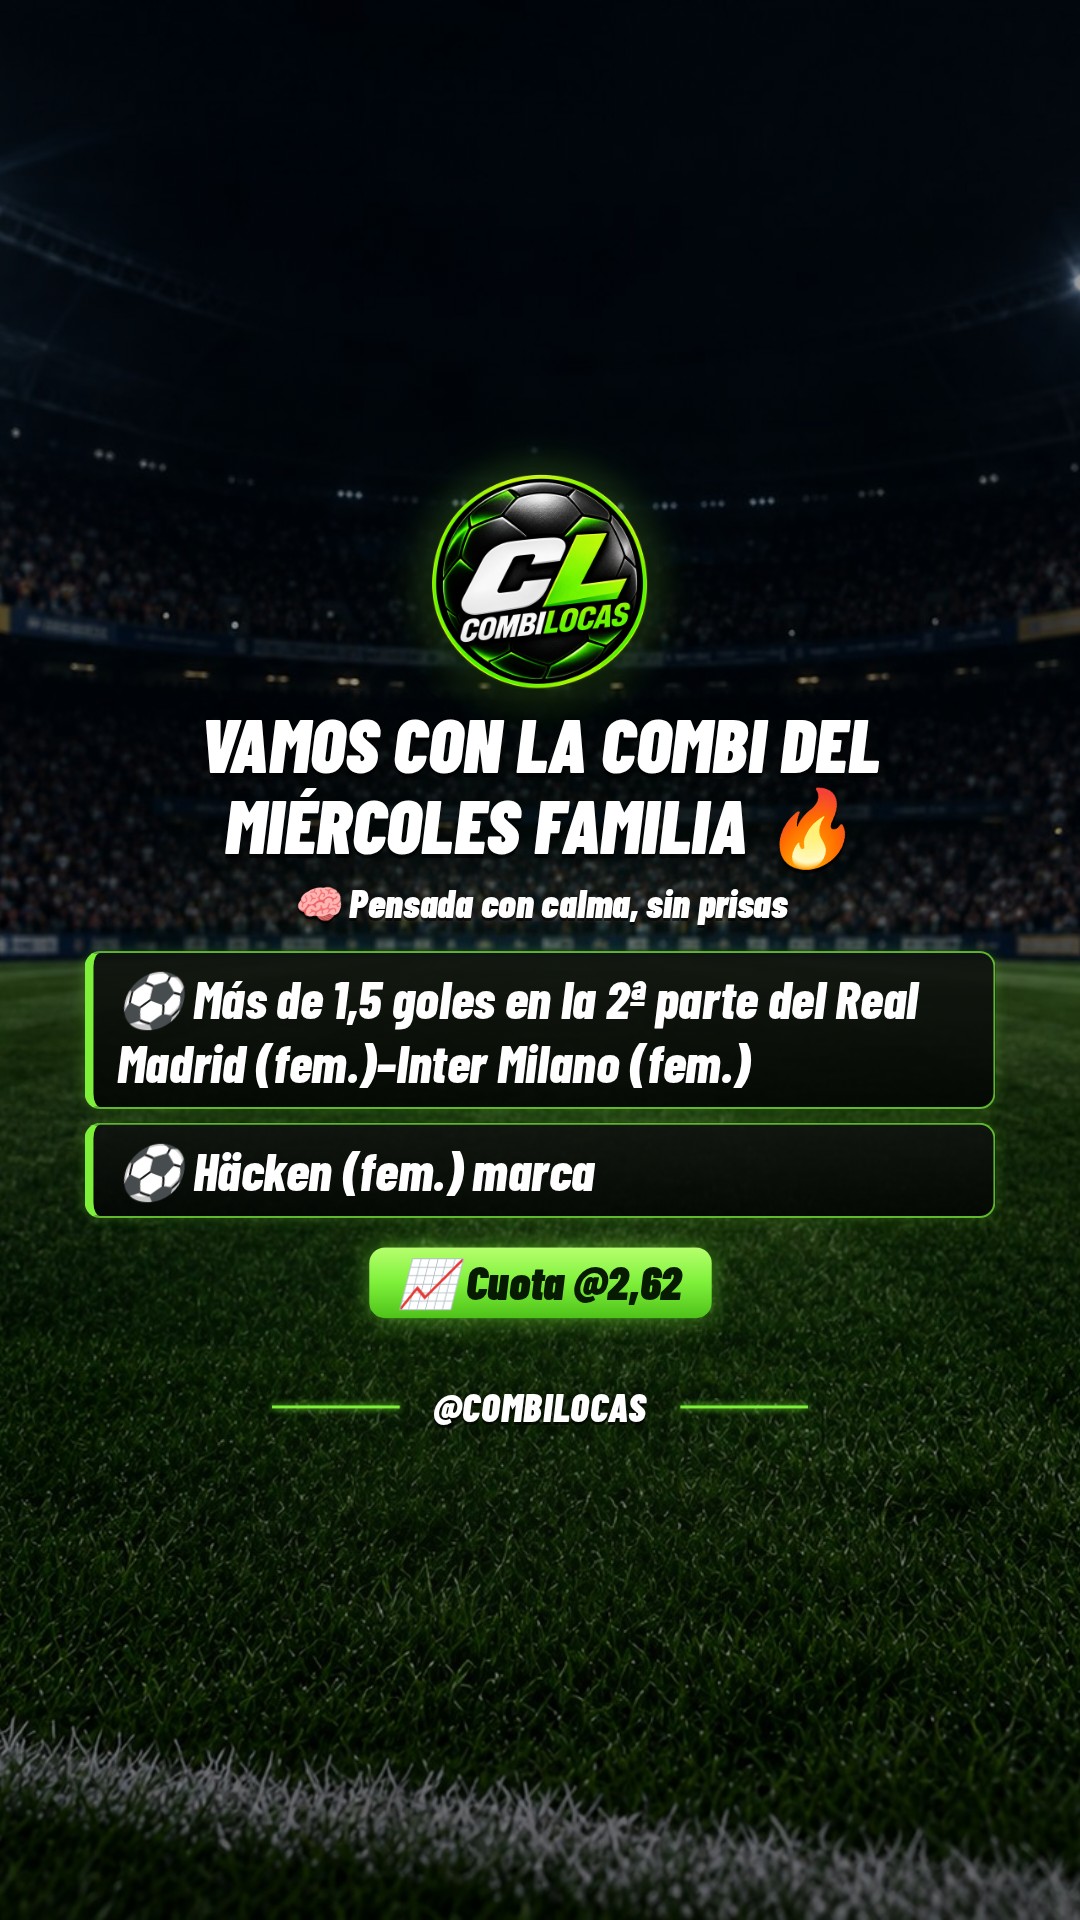 CL
COMBILOCAS
VAMOS CON LA COMBI DEL
MIÉRCOLES FAMILIA 🔥
🧠 Pensada con calma, sin prisas
⚽ Más de 1,5 goles en la 2ª parte del Real
Madrid (fem.)-Inter Milano (fem.)
⚽ Häcken (fem.) marca
📈 Cuota @2,62
@COMBILOCAS